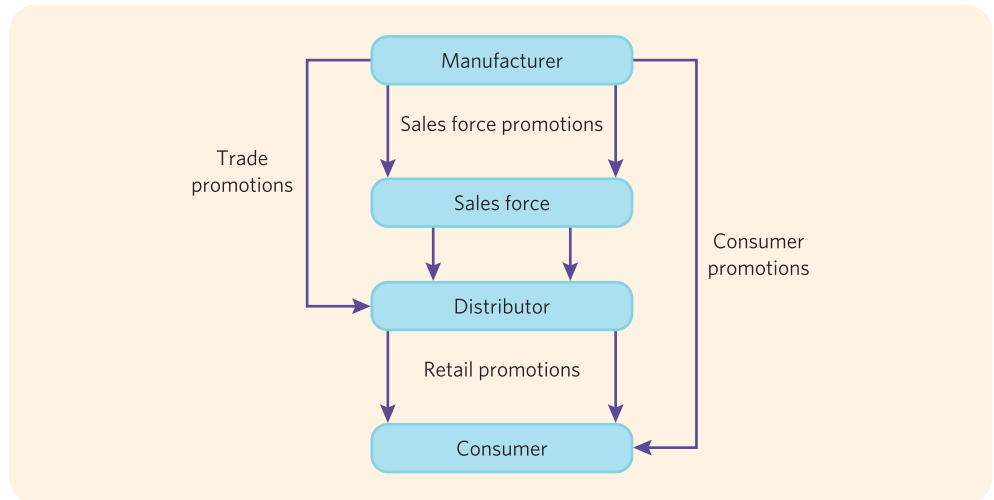 Manufacturer
Sales force promotions
Trade
promotions
Sales force
Consumer
promotions
Distributor
Retail promotions
Consumer